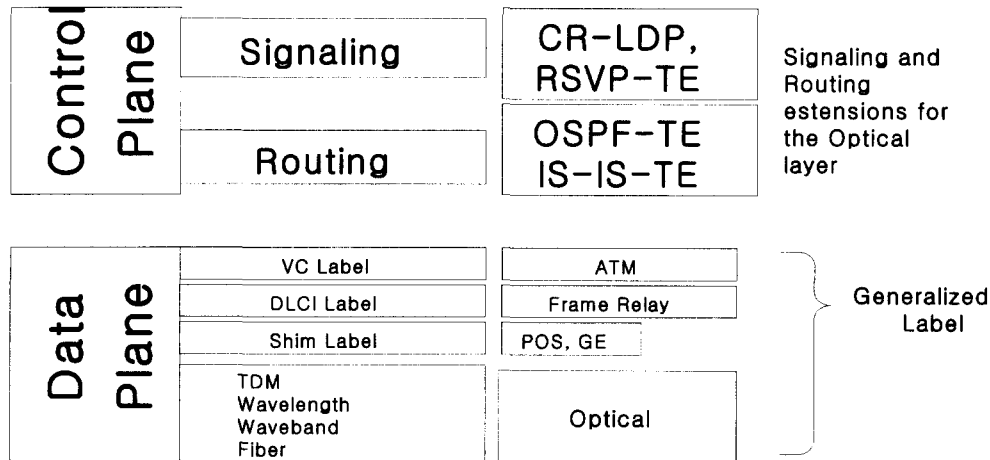 Control
Plane
Signaling
CR-LDP,
RSVP-TE
Routing
OSPF-TE
IS-IS-TE
Signaling and
Routing
estensions for
the Optical
layer
Data
Plane
VC Label
ATM
DLCI Label
Frame Relay
Shim Label
POS, GE
TDM
Wavelength
Waveband
Fiber
Optical
Generalized
Label